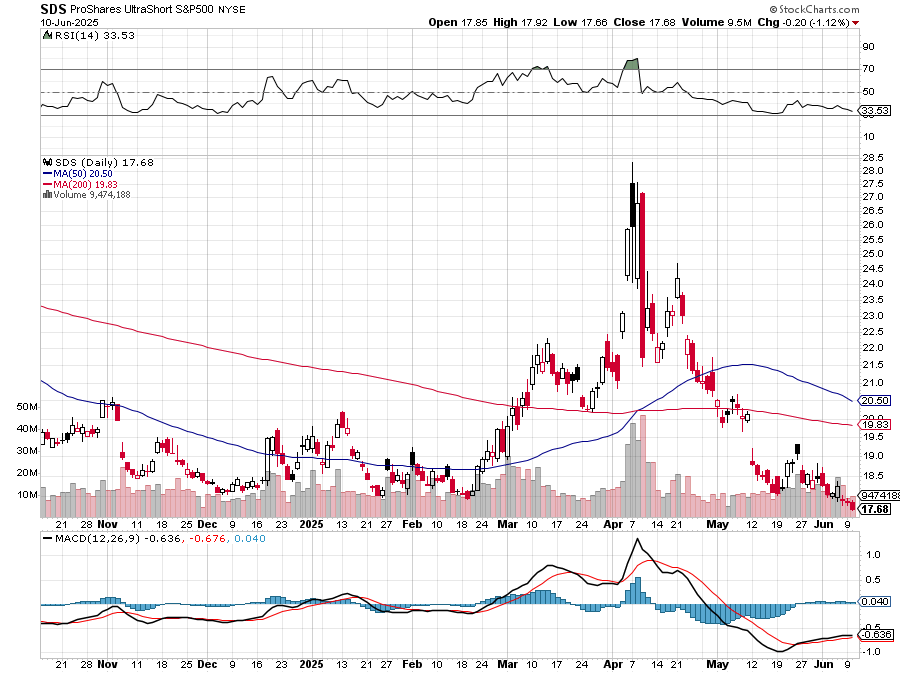 SDS ProShares UltraShort S&P500 NYSE © StockCharts.com
10-Jun-2025 Open 17.85 High 17.92 Low 17.66 Close 17.68 Volume 9.5M Chg -0.20 (-1.12%)
RSI(14) 33.53
90
70
50
33.53
30
10
SDS (Daily) 17.68
MA(50) 20.50
MA(200) 19.83
Volume 9,474,188
28.5
28.0
27.5
27.0
26.5
26.0
25.5
25.0
24.5
24.0
23.5
23.0
22.5
22.0
21.5
21.0
20.50
20.0
19.83
19.5
19.0
18.5
9474188
17.68
50M
40M
30M
20M
10M
21 28 Nov 11 18 25 Dec 9 16 23 2025 13 21 27 Feb 10 18 24 Mar 10 17 24 Apr 7 14 21 May 12 19 27 Jun 9
MACD(12,26,9) -0.636, -0.676, 0.040
1.0
0.5
0.040
-0.5
-0.636
-1.0
21 28 Nov 11 18 25 Dec 9 16 23 2025 13 21 27 Feb 10 18 24 Mar 10 17 24 Apr 7 14 21 May 12 19 27 Jun 9